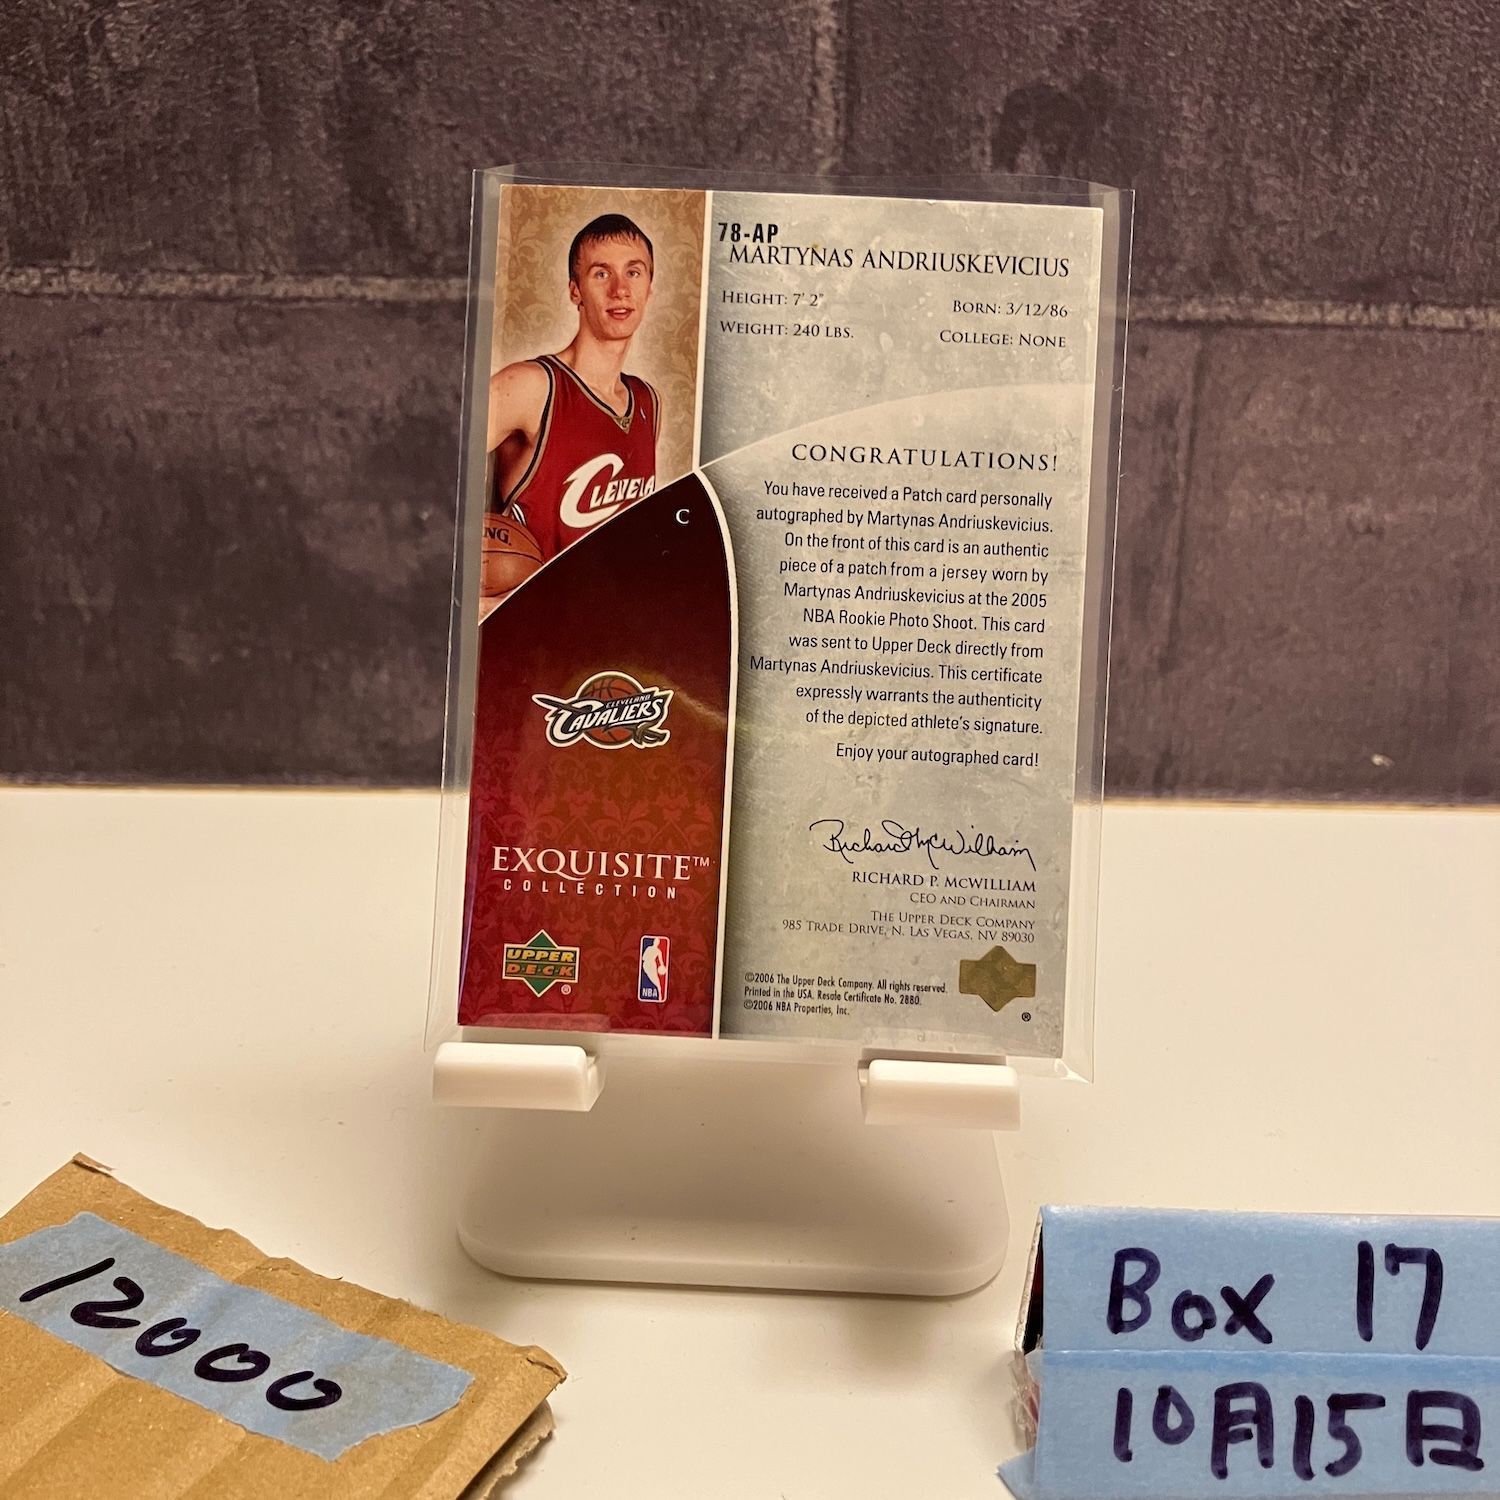 78-AP
MARTYNAS ANDRIUSKEVICIUS
HEIGHT: 7' 2"
BORN: 3/12/86
WEIGHT: 240 LBS.
COLLEGE: NONE
CONGRATULATIONS!
You have received a Patch card personally
autographed by Martynas Andriuskevicius.
On the front of this card is an authentic
piece of a patch from a jersey worn by
Martynas Andriuskevicius at the 2005
NBA Rookie Photo Shoot. This card
was sent to Upper Deck directly from
Martynas Andriuskevicius. This certificate
expressly warrants the authenticity
of the depicted athlete's signature.
Enjoy your autographed card!
Richard P. McWilliam
RICHARD P. MCWILLIAM
CEO AND CHAIRMAN
THE UPPER DECK COMPANY
985 TRADE DRIVE, N. LAS VEGAS, NV 89030
©2006 The Upper Deck Company. All rights reserved.
Printed in the USA. Resale Certificate No. 2880.
©2006 NBA Properties, Inc.
®
CLEVELA
NG.
C
CLEVELAND
CAVALIERS
EXQUISITE™
COLLECTION
UPPER
D·E·C·K
®
NBA
12000
Box 17
10月15日